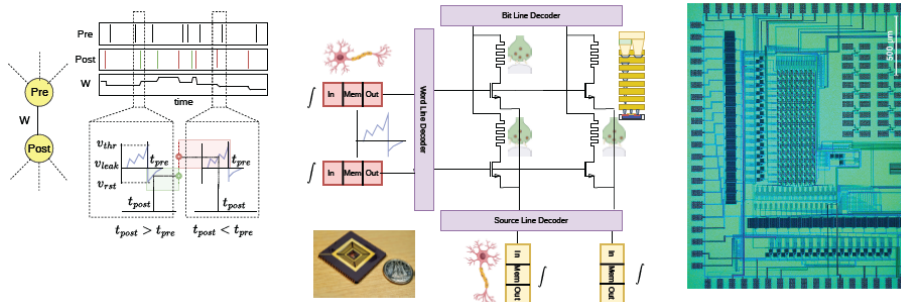 Pre
Post
W
time
Pre
W
Post
v_thr
v_leak
v_rst
t_pre
t_post
t_pre
t_post
t_post > t_pre
t_post < t_pre
Bit Line Decoder
Word Line Decoder
∫ In Mem Out
∫ In Mem Out
Source Line Decoder
In Mem Out ∫
In Mem Out ∫
500 µm